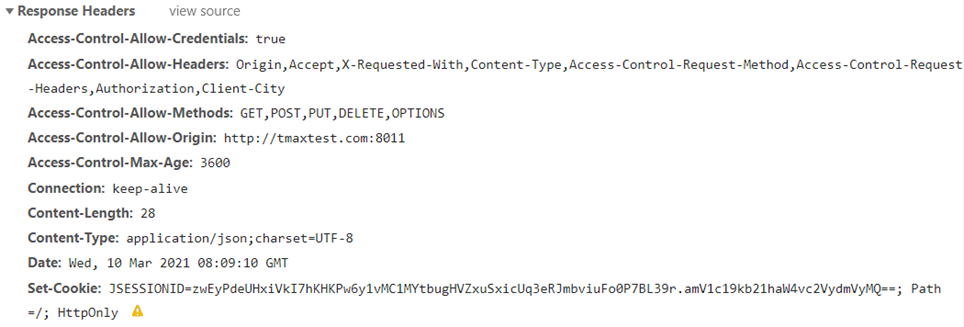 Response Headers view source
Access-Control-Allow-Credentials: true
Access-Control-Allow-Headers: Origin,Accept,X-Requested-With,Content-Type,Access-Control-Request-Method,Access-Control-Request
-Headers,Authorization,Client-City
Access-Control-Allow-Methods: GET,POST,PUT,DELETE,OPTIONS
Access-Control-Allow-Origin: http://tmaxtest.com:8011
Access-Control-Max-Age: 3600
Connection: keep-alive
Content-Length: 28
Content-Type: application/json;charset=UTF-8
Date: Wed, 10 Mar 2021 08:09:10 GMT
Set-Cookie: JSESSIONID=zwEyPdeUHxiVkI7hKHKPw6y1vMC1MYtbugHVZxuSxicUq3eRJmbviuFo0P7BL39r.amV1c19kb21haW4vc2VydmVyMQ==; Path
=/; HttpOnly